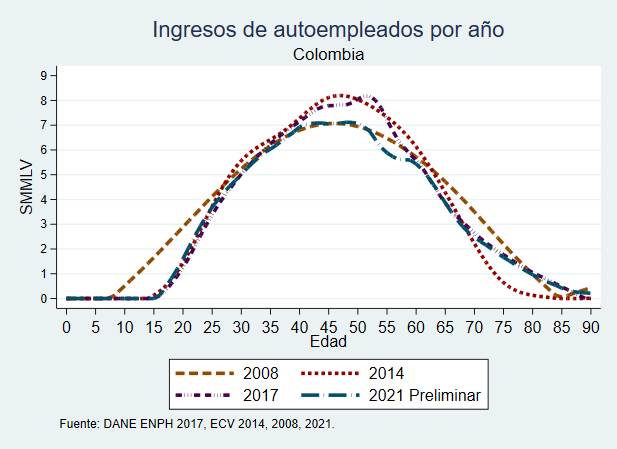 Ingresos de autoempleados por año
Colombia
SMMLV
9
8
7
6
5
4
3
2
1
0
0 5 10 15 20 25 30 35 40 45 50 55 60 65 70 75 80 85 90
Edad
2008 2014
2017 2021 Preliminar
Fuente: DANE ENPH 2017, ECV 2014, 2008, 2021.